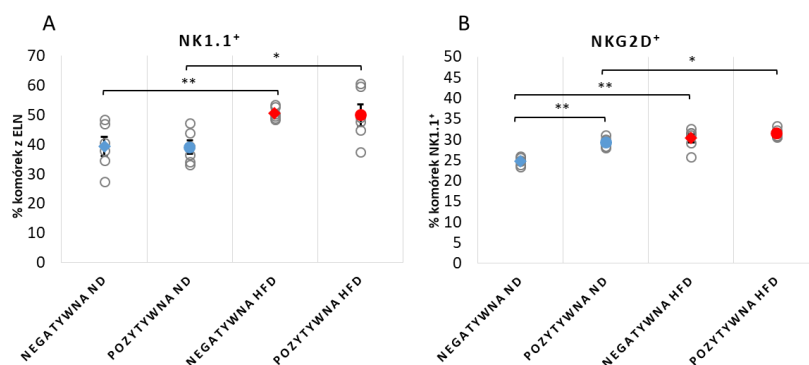 A
NK1.1⁺
% komórek z ELN
70
60
50
40
30
20
10
0
**
*
NEGATYWNA ND
POZYTYWNA ND
NEGATYWNA HFD
POZYTYWNA HFD
B
NKG2D⁺
% komórek NK1.1⁺
50
45
40
35
30
25
20
15
10
5
0
**
**
*
NEGATYWNA ND
POZYTYWNA ND
NEGATYWNA HFD
POZYTYWNA HFD